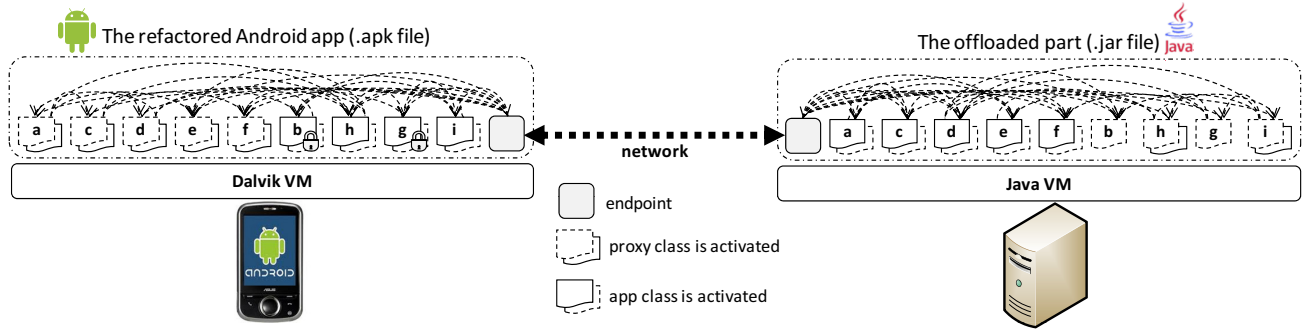 The refactored Android app (.apk file)
a c d e f b h g i
Dalvik VM
ANDROID
ASUS
network
endpoint
proxy class is activated
app class is activated
The offloaded part (.jar file)
Java
a c d e f b h g i
Java VM